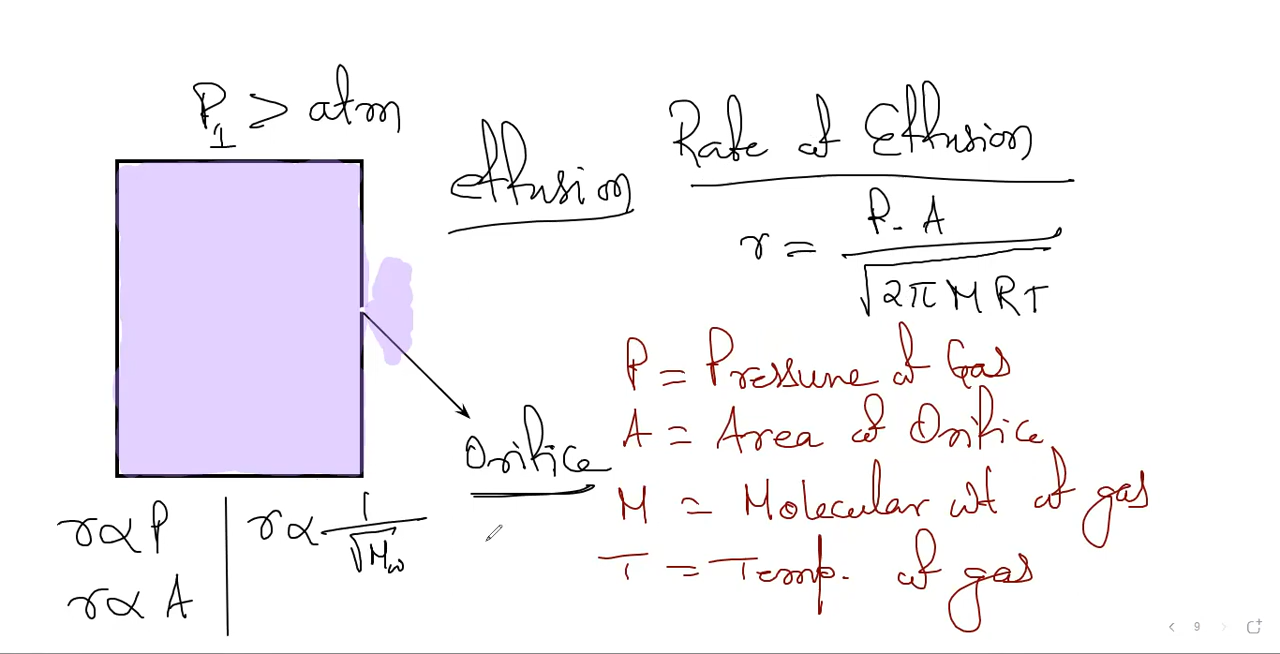 P₁ > atm
Effusion
Orifice
r ∝ P
r ∝ A
r ∝ 1/√Mw
Rate of Effusion
r = P. A / √2π M R T
P = Pressure of Gas
A = Area of Orifice
M = Molecular wt of gas
T = Temp. of gas
< 9 >